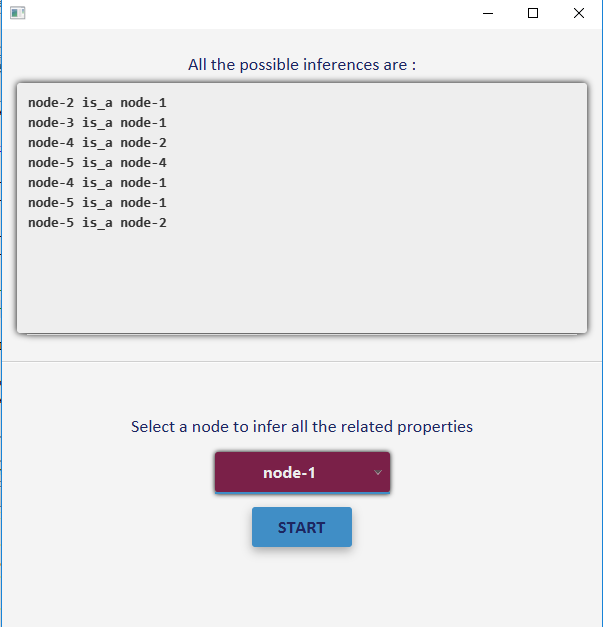 All the possible inferences are :
node-2 is_a node-1
node-3 is_a node-1
node-4 is_a node-2
node-5 is_a node-4
node-4 is_a node-1
node-5 is_a node-1
node-5 is_a node-2
Select a node to infer all the related properties
node-1
START